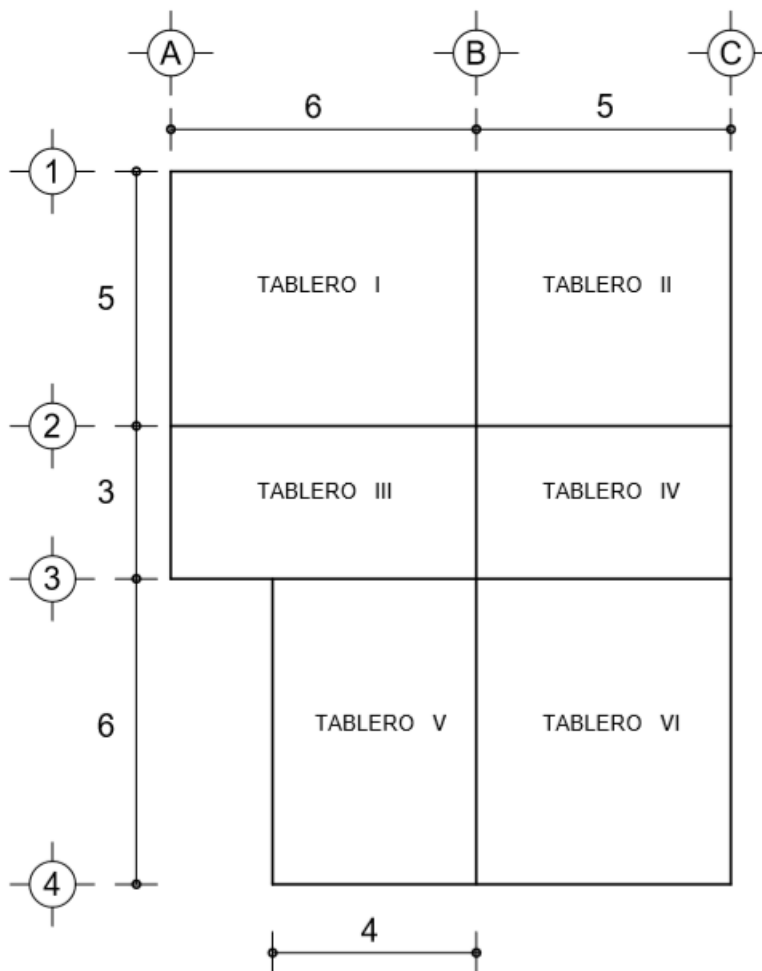 A B C
6 5
1
5
TABLERO I TABLERO II
2
3
TABLERO III TABLERO IV
3
6
TABLERO V TABLERO VI
4
4